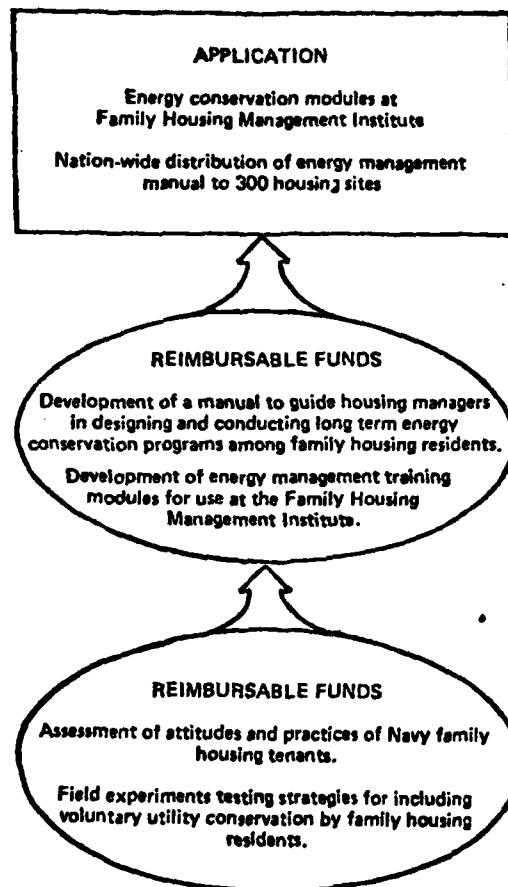 APPLICATION
Energy conservation modules at
Family Housing Management Institute
Nation-wide distribution of energy management
manual to 300 housing sites
REIMBURSABLE FUNDS
Development of a manual to guide housing managers
in designing and conducting long term energy
conservation programs among family housing residents.
Development of energy management training
modules for use at the Family Housing
Management Institute.
REIMBURSABLE FUNDS
Assessment of attitudes and practices of Navy family
housing tenants.
Field experiments testing strategies for including
voluntary utility conservation by family housing
residents.